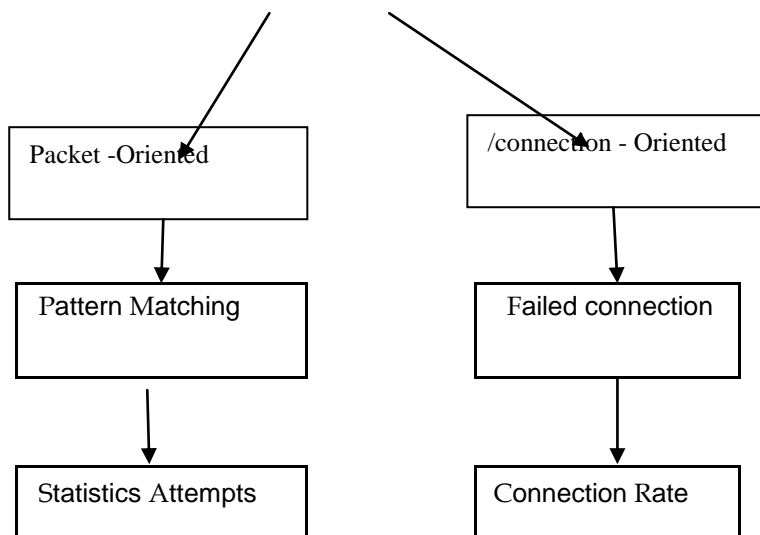 Packet -Oriented
/connection - Oriented
Pattern Matching
Failed connection
Statistics Attempts
Connection Rate